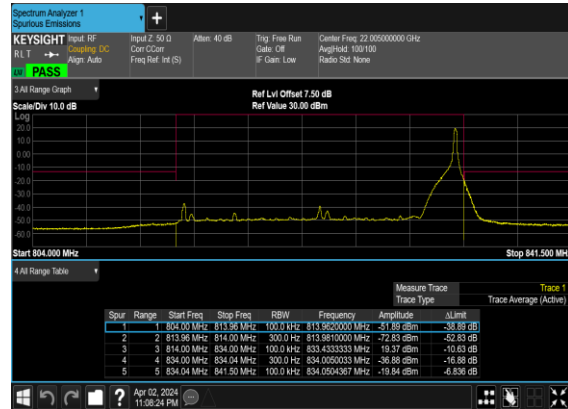 Spectrum Analyzer 1
Spurious Emissions
+
KEYSIGHT Input: RF Input Z: 50 Ω Atten: 40 dB Trig: Free Run Center Freq: 22.005000000 GHz
RLT Coupling: DC Corr CCorr Gate: Off Avg|Hold: 100/100
Align: Auto Freq Ref: Int (S) IF Gain: Low Radio Std: None
PASS
3 All Range Graph Ref Lvl Offset 7.50 dB
Scale/Div 10.0 dB Ref Value 30.00 dBm
Log
20.0
10.0
0.00
-10.0
-20.0
-30.0
-40.0
-50.0
-60.0
Start 804.000 MHz Stop 841.500 MH
4 All Range Table
Measure Trace Trace 1
Trace Type Trace Average (Active)
Spur Range Start Freq Stop Freq RBW Frequency Amplitude ΔLimit
1 1 804.00 MHz 813.96 MHz 100.0 kHz 813.9620000 MHz -51.89 dBm -38.89 dB
2 2 813.96 MHz 814.00 MHz 300.0 Hz 813.9810000 MHz -72.83 dBm -52.83 dB
3 3 814.00 MHz 834.00 MHz 100.0 kHz 833.4333333 MHz 19.37 dBm -10.63 dB
4 4 834.00 MHz 834.04 MHz 300.0 Hz 834.0050033 MHz -36.88 dBm -16.88 dB
5 5 834.04 MHz 841.50 MHz 100.0 kHz 834.0504367 MHz -19.84 dBm -6.836 dB
? Apr 02, 2024
11:08:24 PM